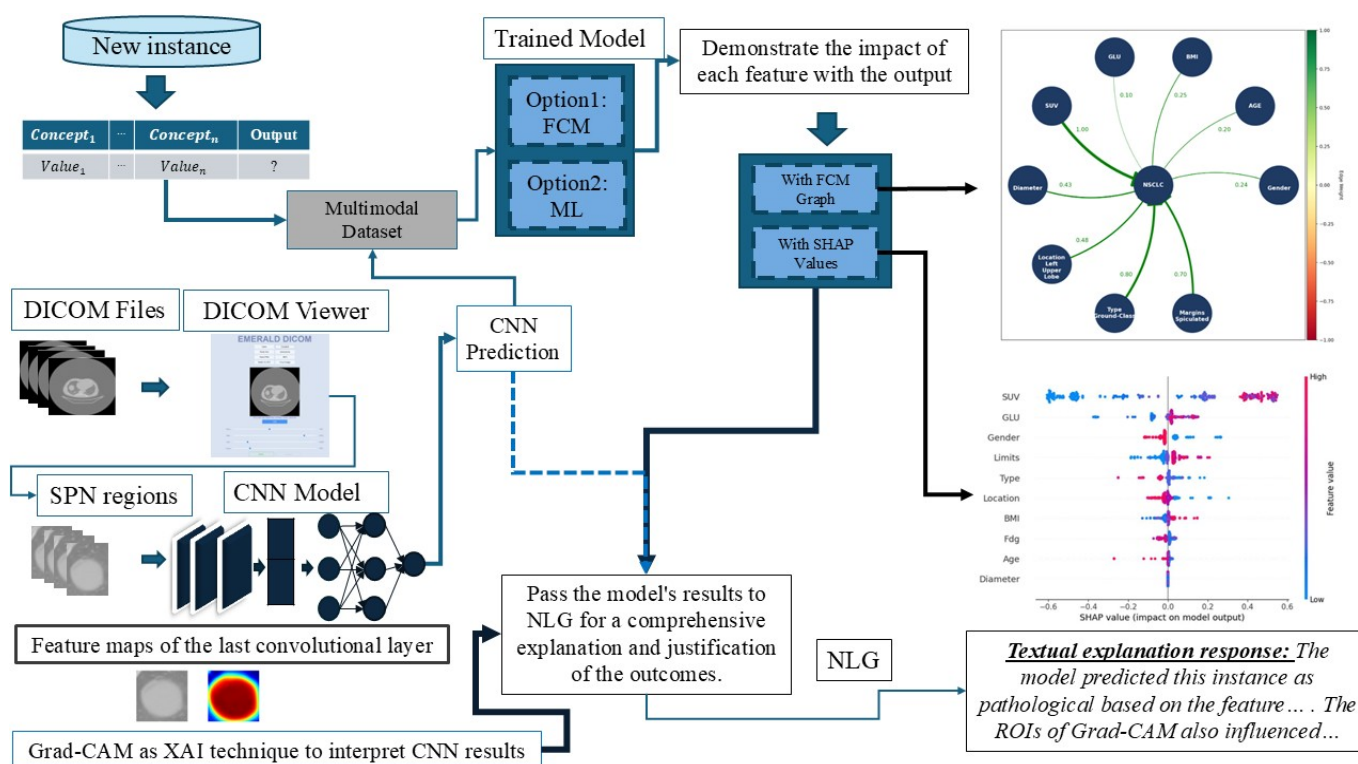 New instance
Concept₁ ... Conceptₙ Output
Value₁ ... Valueₙ ?
Multimodal
Dataset
Trained Model
Option1:
FCM
Option2:
ML
Demonstrate the impact of
each feature with the output
With FCM
Graph
With SHAP
Values
GLU
BMI
SUV
AGE
0.10
0.25
1.00
0.20
Diameter
0.43
NSCLC
0.24
Gender
Location
Left
Upper
Lobe
0.48
0.80
0.70
Type
Ground-Class
Margins
Spiculated
1.00
0.75
0.50
0.25
0.00
−0.25
−0.50
−0.75
−1.00
Edge Weight
DICOM Files
DICOM Viewer
EMERALD DICOM
CNN
Prediction
SPN regions
CNN Model
Feature maps of the last convolutional layer
Grad-CAM as XAI technique to interpret CNN results
Pass the model's results to
NLG for a comprehensive
explanation and justification
of the outcomes.
NLG
SUV
GLU
Gender
Limits
Type
Location
BMI
Fdg
Age
Diameter
−0.6 −0.4 −0.2 0.0 0.2 0.4 0.6
SHAP value (impact on model output)
High
Low
Feature value
Textual explanation response: The
model predicted this instance as
pathological based on the feature... . The
ROIs of Grad-CAM also influenced...